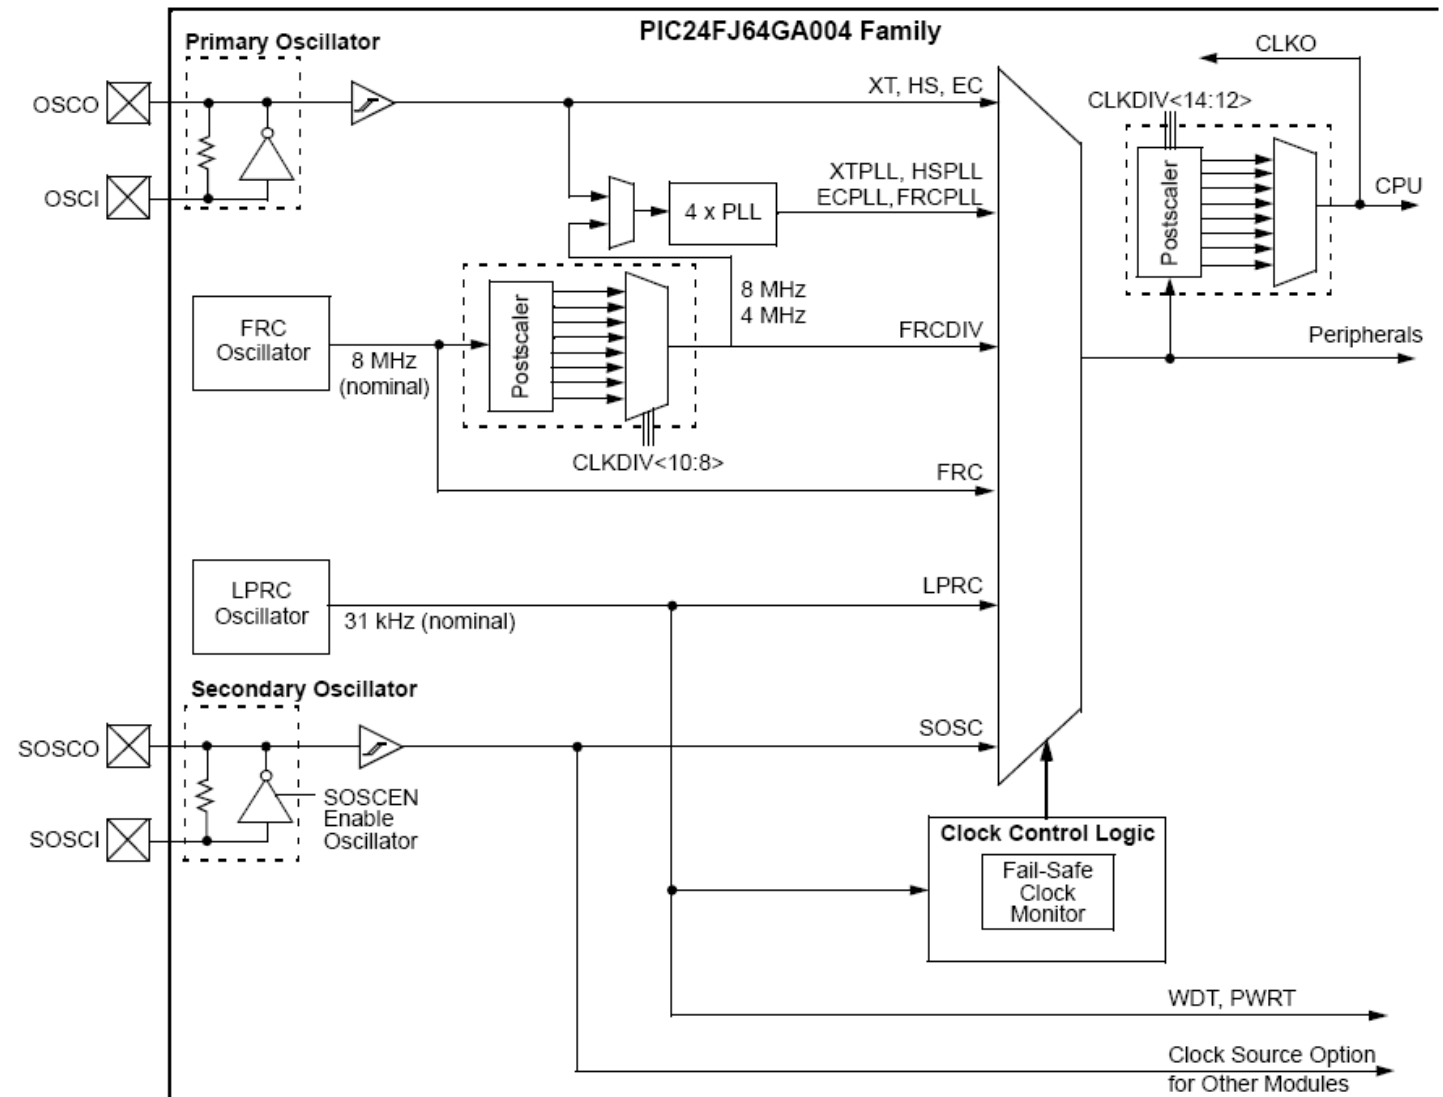 PIC24FJ64GA004 Family
Primary Oscillator
CLKO
OSCO
XT, HS, EC
CLKDIV<14:12>
OSCI
XTPLL, HSPLL
ECPLL, FRCPLL
4 x PLL
Postscaler
CPU
8 MHz
4 MHz
FRC
Oscillator
8 MHz
(nominal)
Postscaler
FRCDIV
Peripherals
CLKDIV<10:8>
FRC
LPRC
Oscillator
31 kHz (nominal)
LPRC
Secondary Oscillator
SOSCO
SOSC
SOSCEN
Enable
Oscillator
SOSCI
Clock Control Logic
Fail-Safe
Clock
Monitor
WDT, PWRT
Clock Source Option
for Other Modules